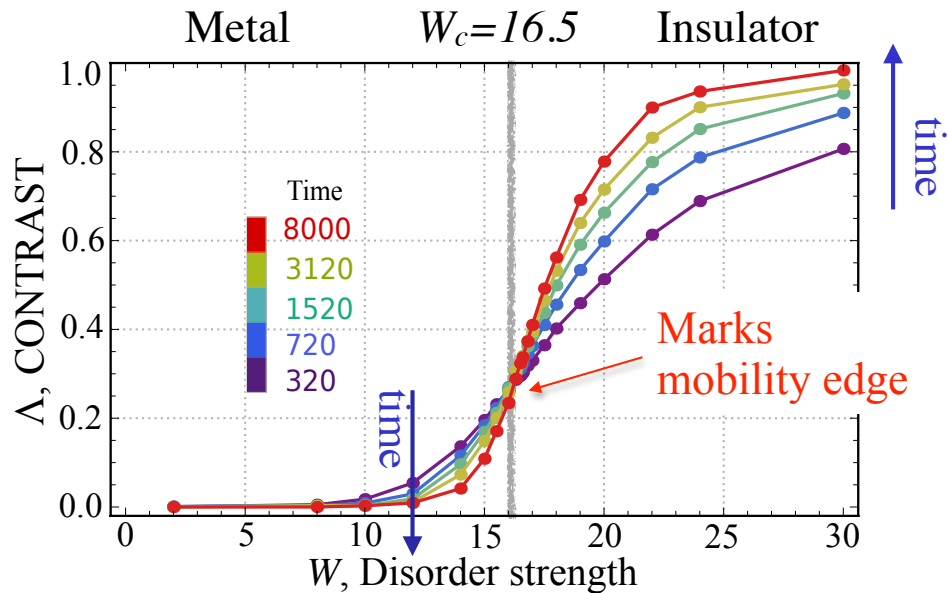 Metal W_c=16.5 Insulator
1.0
0.8
0.6
0.4
0.2
0.0
Λ, CONTRAST
Time
8000
3120
1520
720
320
time
time
Marks
mobility edge
0 5 10 15 20 25 30
W, Disorder strength